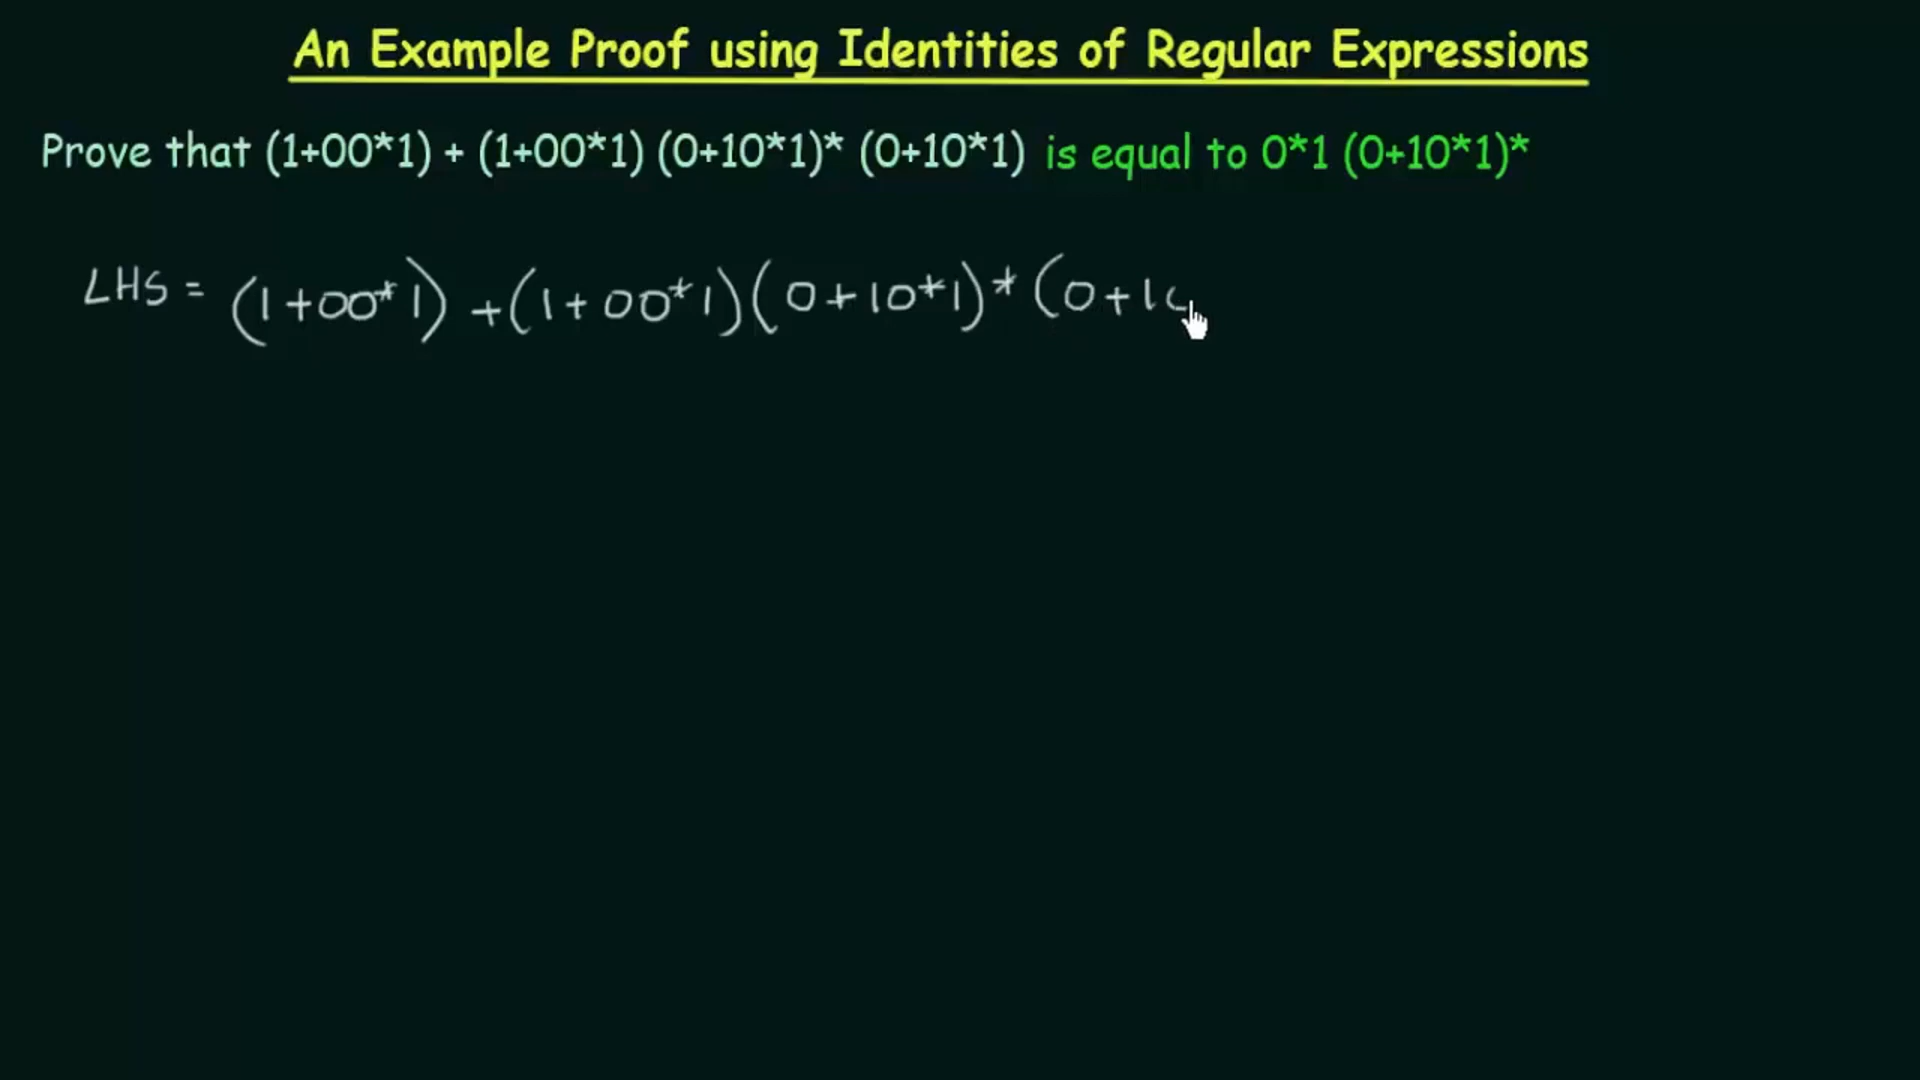 An Example Proof using Identities of Regular Expressions
Prove that (1+00*1) + (1+00*1) (0+10*1)* (0+10*1) is equal to 0*1 (0+10*1)*
LHS = (1+00*1) + (1+00*1)(0+10*1)* (0+1